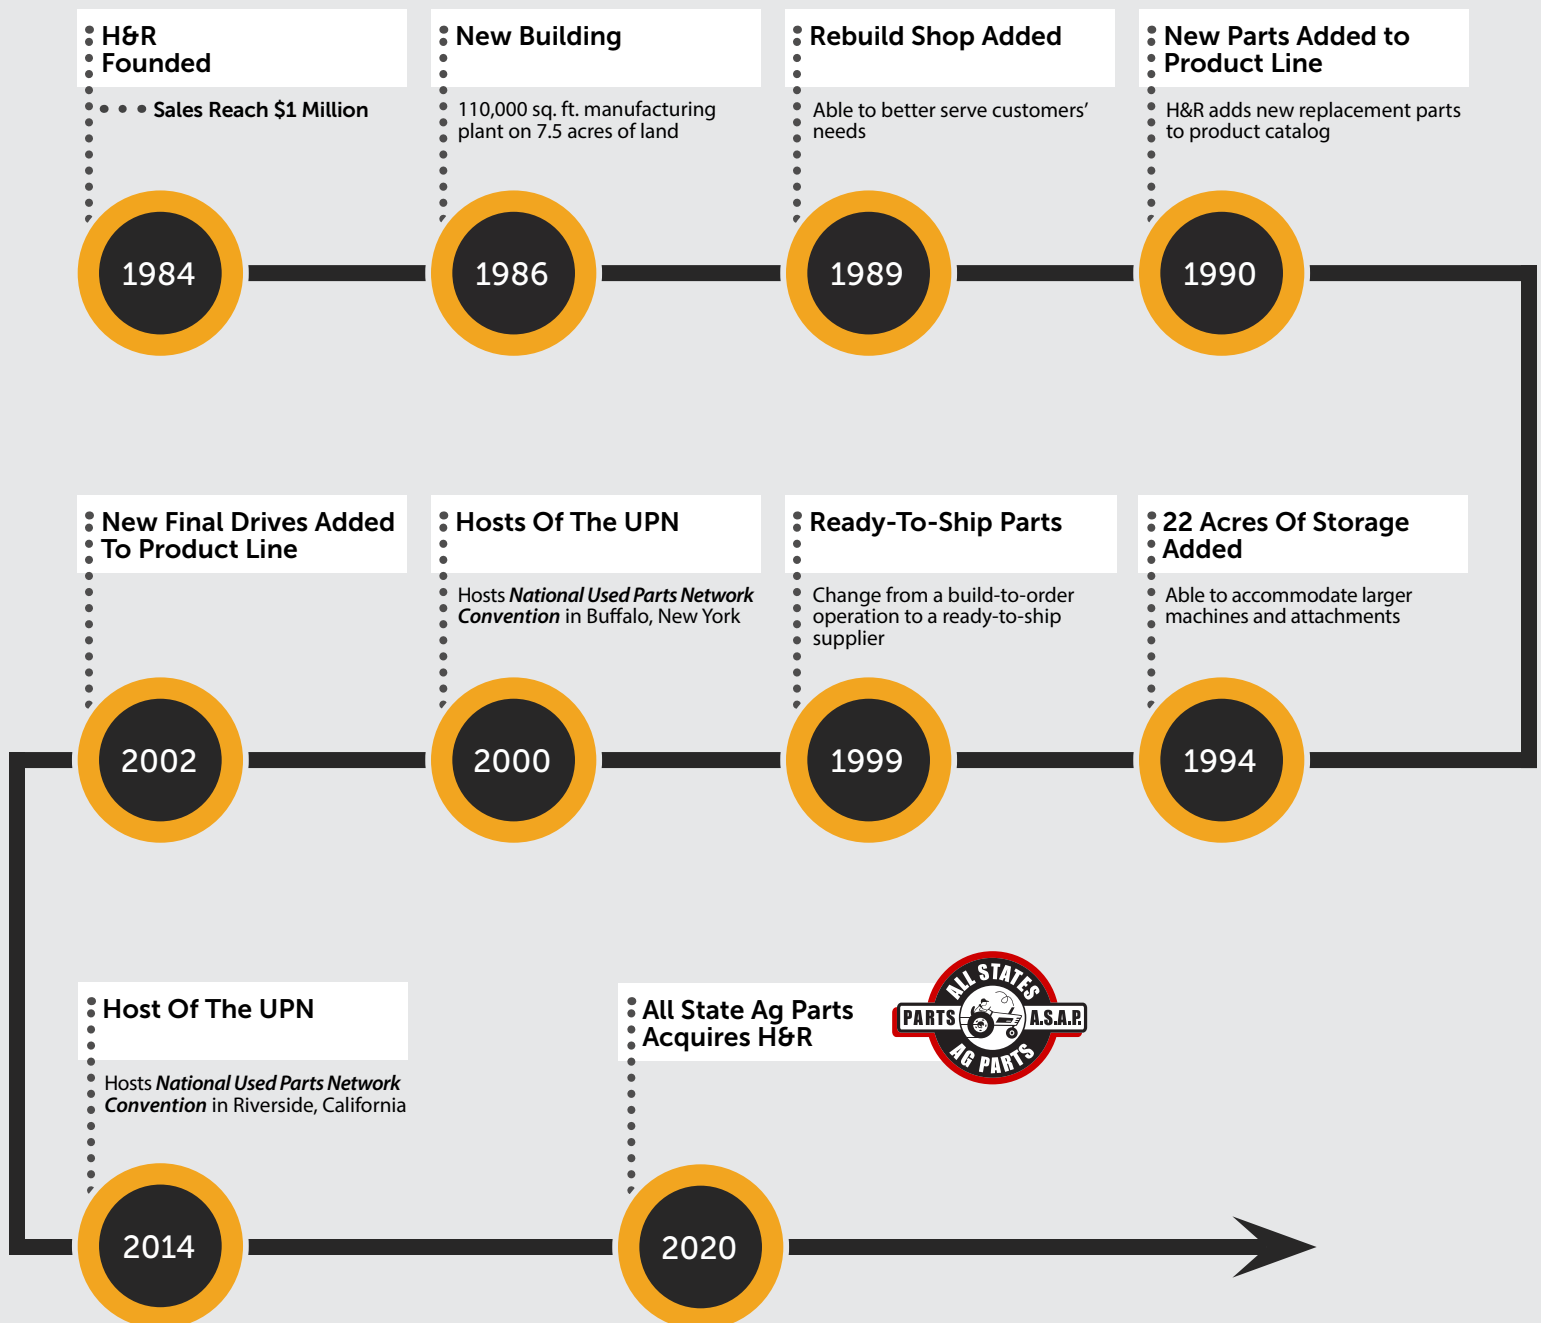 H&R
Founded
Sales Reach $1 Million
1984
New Building
110,000 sq. ft. manufacturing
plant on 7.5 acres of land
1986
Rebuild Shop Added
Able to better serve customers’
needs
1989
New Parts Added to
Product Line
H&R adds new replacement parts
to product catalog
1990
22 Acres Of Storage
Added
Able to accommodate larger
machines and attachments
1994
Ready-To-Ship Parts
Change from a build-to-order
operation to a ready-to-ship
supplier
1999
Hosts Of The UPN
Hosts National Used Parts Network
Convention in Buffalo, New York
2000
New Final Drives Added
To Product Line
2002
Host Of The UPN
Hosts National Used Parts Network
Convention in Riverside, California
2014
All State Ag Parts
Acquires H&R
ALL STATES
PARTS A.S.A.P.
AG PARTS
2020